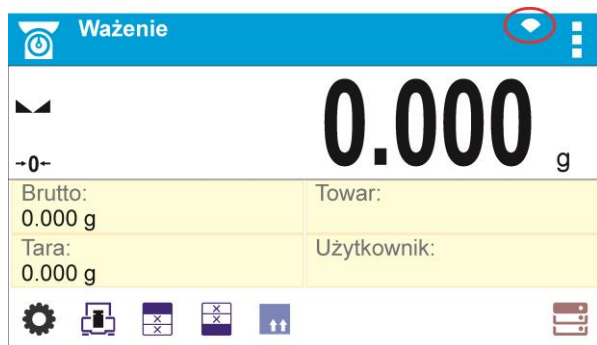 Ważenie
0.000 g
→0←
Brutto:
0.000 g
Towar:
Tara:
0.000 g
Użytkownik: